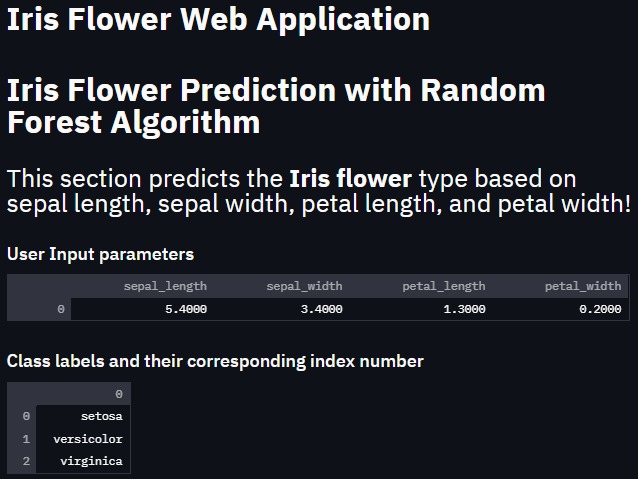 Iris Flower Web Application
Iris Flower Prediction with Random
Forest Algorithm
This section predicts the Iris flower type based on
sepal length, sepal width, petal length, and petal width!
User Input parameters
sepal_length sepal_width petal_length petal_width
0 5.4000 3.4000 1.3000 0.2000
Class labels and their corresponding index number
0
0 setosa
1 versicolor
2 virginica